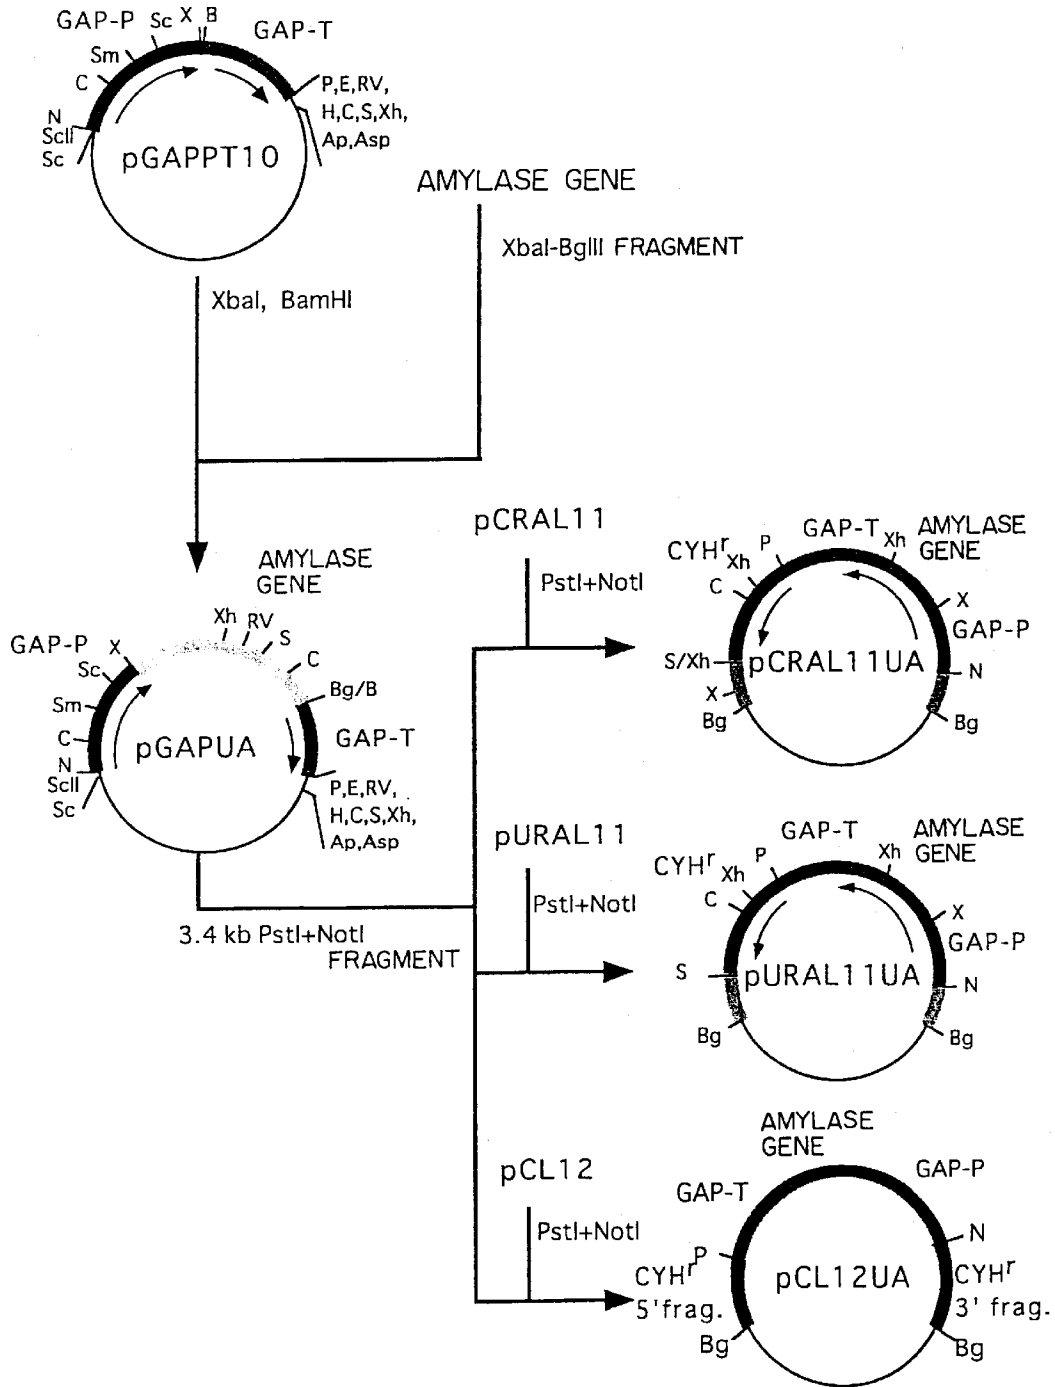 GAP-P Sc X B GAP-T
Sm
C
N
ScII
Sc
P,E,RV,
H,C,S,Xh,
Ap,Asp
pGAPPT10
AMYLASE GENE
XbaI-BglII FRAGMENT
XbaI, BamHI
AMYLASE
GENE
GAP-P X Xh RV S
Sc C
Sm Bg/B
C GAP-T
N
ScII
Sc
pGAPUA
P,E,RV,
H,C,S,Xh,
Ap,Asp
3.4 kb PstI+NotI
FRAGMENT
pCRAL11
PstI+NotI
GAP-T AMYLASE
GENE
CYHr Xh P Xh
C X
GAP-P
S/Xh pCRAL11UA N
X
Bg Bg
pURAL11
PstI+NotI
GAP-T AMYLASE
GENE
CYHr Xh P Xh
C X
GAP-P
S pURAL11UA N
Bg Bg
pCL12
PstI+NotI
AMYLASE
GENE
GAP-T GAP-P
P N
CYHr
5'frag.
pCL12UA
CYHr
3' frag.
Bg Bg